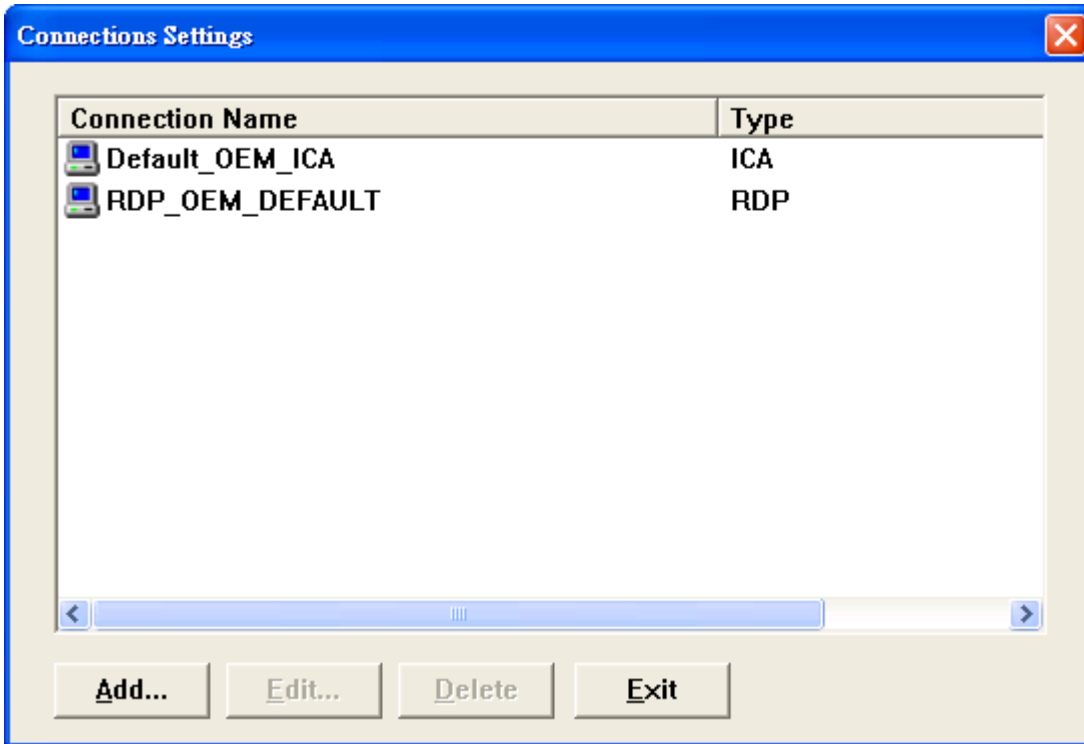 Connections Settings
Connection Name Type
Default_OEM_ICA ICA
RDP_OEM_DEFAULT RDP
Add... Edit... Delete Exit